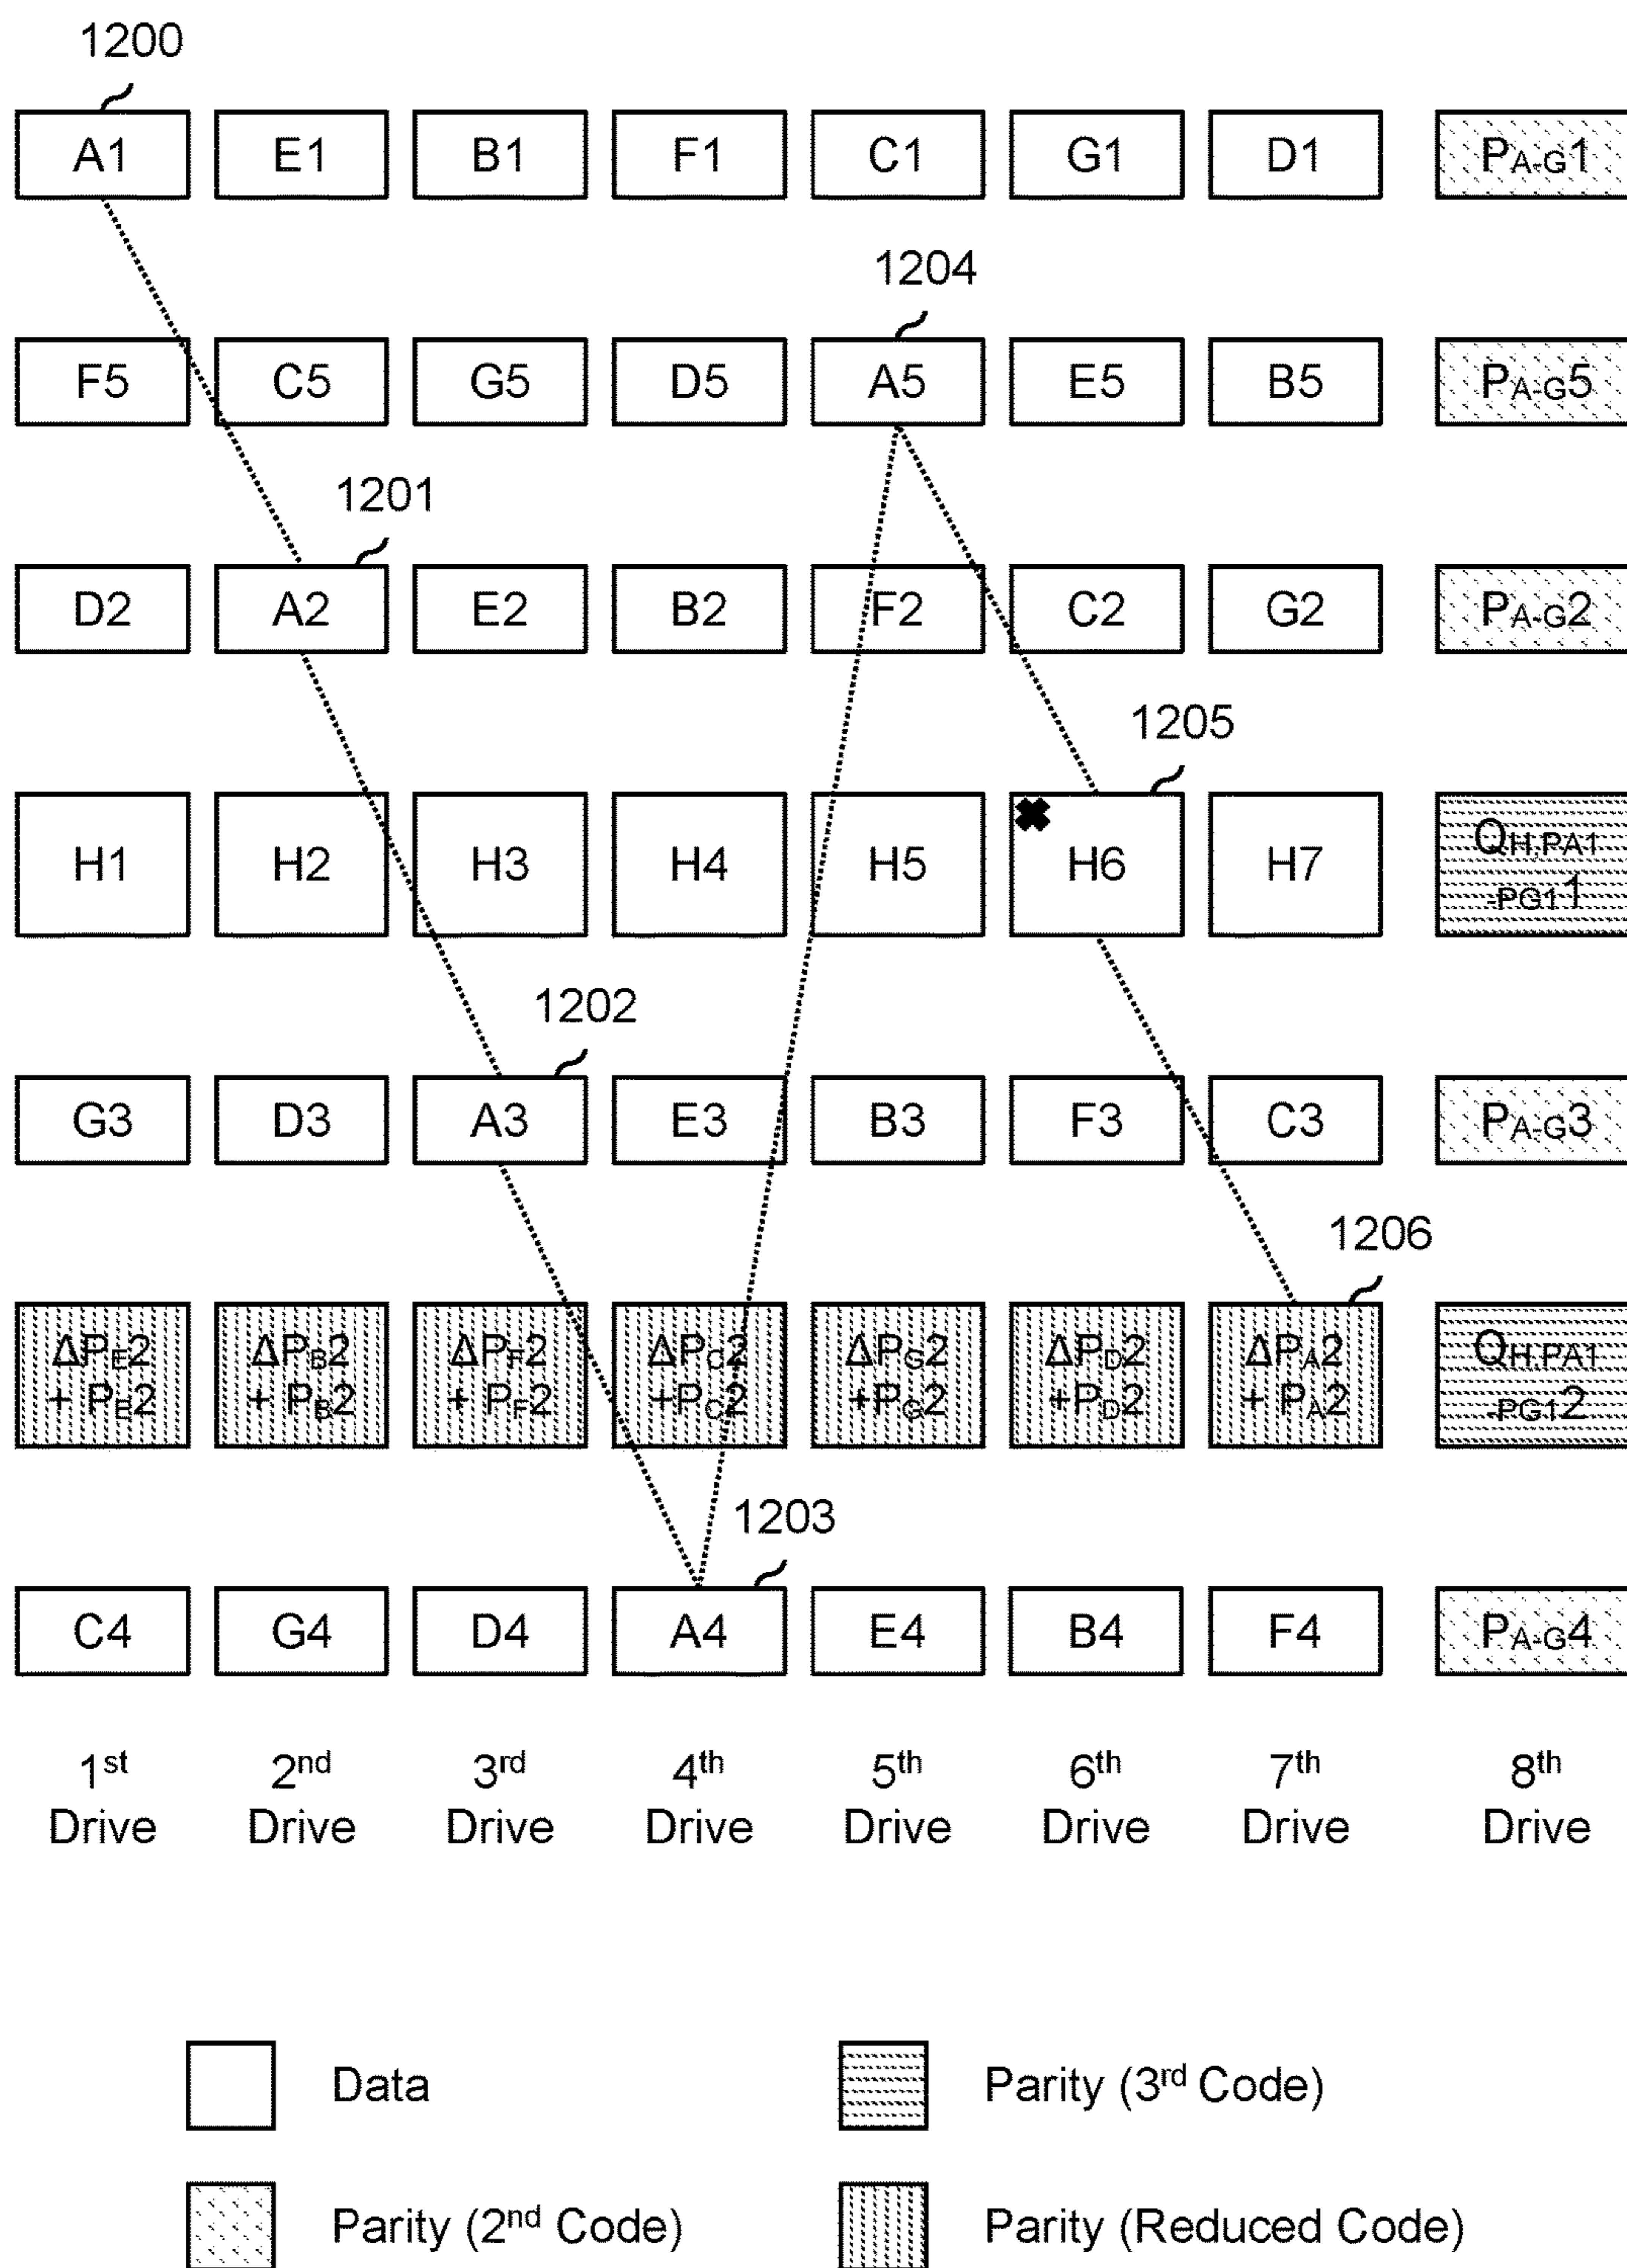 1200
A1 E1 B1 F1 C1 G1 D1 PA-G1
1204
F5 C5 G5 D5 A5 E5 B5 PA-G5
1201
D2 A2 E2 B2 F2 C2 G2 PA-G2
1205
H1 H2 H3 H4 H5 H6 H7 QH,PA1
-PG11
1202
G3 D3 A3 E3 B3 F3 C3 PA-G3
1206
ΔPE2 ΔPB2 ΔPF2 ΔPC2 ΔPG2 ΔPD2 ΔPA2 QH,PA1
+ PE2 + PB2 + PF2 +PC2 +PG2 +PD2 + PA2 -PG12
1203
C4 G4 D4 A4 E4 B4 F4 PA-G4
1st 2nd 3rd 4th 5th 6th 7th 8th
Drive Drive Drive Drive Drive Drive Drive Drive
Data Parity (3rd Code)
Parity (2nd Code) Parity (Reduced Code)